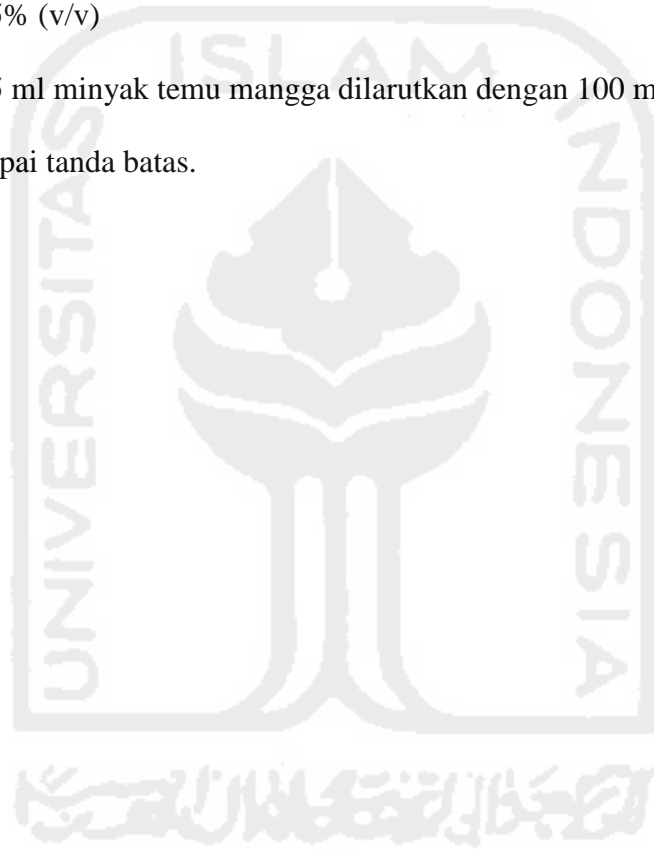 5% (v/v)
5 ml minyak temu mangga dilarutkan dengan 100 m
pai tanda batas.
ISLAM
UNIVERSITAS
INDONESIA